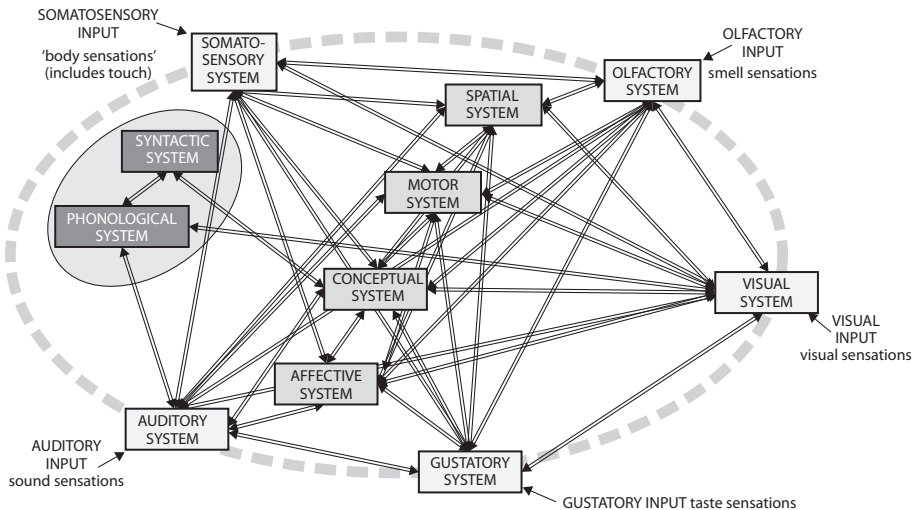 SOMATOSENSORY
INPUT
'body sensations'
(includes touch)
SOMATO-
SENSORY
SYSTEM
OLFACTORY
INPUT
smell sensations
OLFACTORY
SYSTEM
SPATIAL
SYSTEM
SYNTACTIC
SYSTEM
MOTOR
SYSTEM
PHONOLOGICAL
SYSTEM
CONCEPTUAL
SYSTEM
VISUAL
SYSTEM
VISUAL
INPUT
visual sensations
AFFECTIVE
SYSTEM
AUDITORY
SYSTEM
AUDITORY
INPUT
sound sensations
GUSTATORY
SYSTEM
GUSTATORY INPUT taste sensations